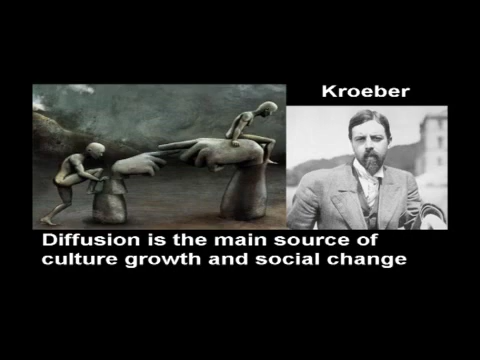 Kroeber
Diffusion is the main source of
culture growth and social change